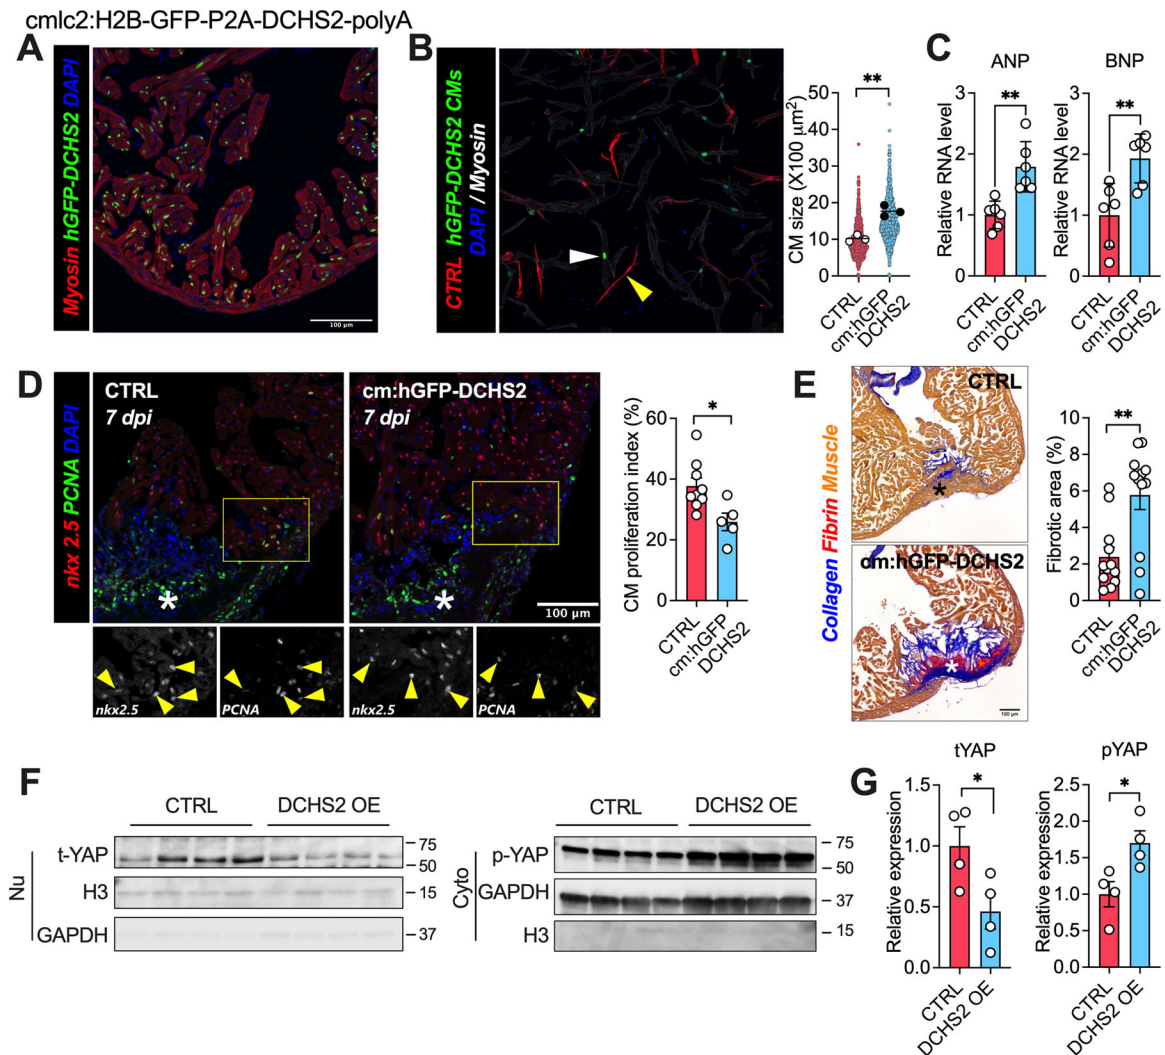 cmlc2:H2B-GFP-P2A-DCHS2-polyA
A
Myosin hGFP-DCHS2 DAPI
100 µm
B
CTRL hGFP-DCHS2 CMs
DAPI / Myosin
CM size (X100 µm²)
50
40
30
20
10
0
**
CTRL
cm:hGFP
DCHS2
C
ANP
Relative RNA level
3
2
1
0
**
CTRL
cm:hGFP
DCHS2
BNP
Relative RNA level
3
2
1
0
**
CTRL
cm:hGFP
DCHS2
D
nkx 2.5 PCNA DAPI
CTRL
7 dpi
*
cm:hGFP-DCHS2
7 dpi
*
100 µm
nkx2.5
PCNA
nkx2.5
PCNA
CM proliferation index (%)
60
40
20
0
*
CTRL
cm:hGFP
DCHS2
E
Collagen Fibrin Muscle
CTRL
*
cm:hGFP-DCHS2
*
100 µm
Fibrotic area (%)
10
8
6
4
2
0
**
CTRL
cm:hGFP
DCHS2
F
CTRL
DCHS2 OE
Nu
t-YAP
75
50
H3
15
GAPDH
37
CTRL
DCHS2 OE
Cyto
p-YAP
75
50
GAPDH
37
H3
15
G
tYAP
Relative expression
1.5
1.0
0.5
0.0
*
CTRL
DCHS2 OE
pYAP
Relative expression
2.5
2.0
1.5
1.0
0.5
0.0
*
CTRL
DCHS2 OE